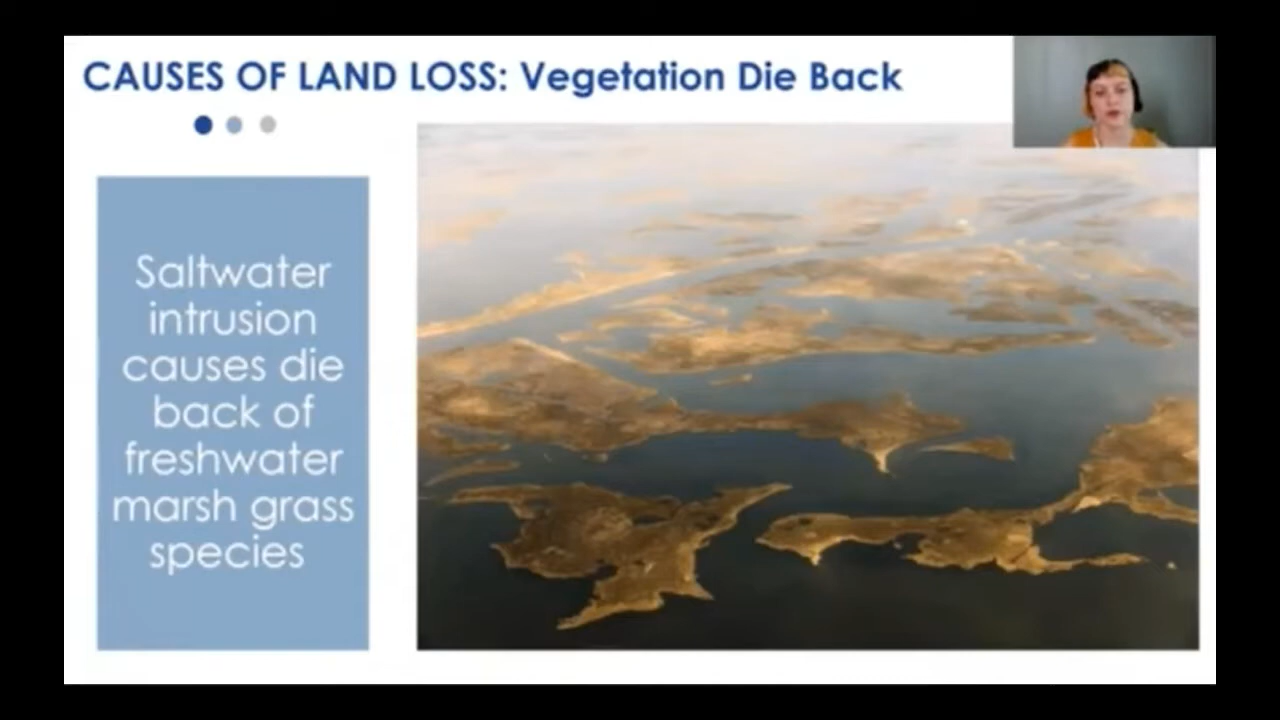 CAUSES OF LAND LOSS: Vegetation Die Back
Saltwater
intrusion
causes die
back of
freshwater
marsh grass
species